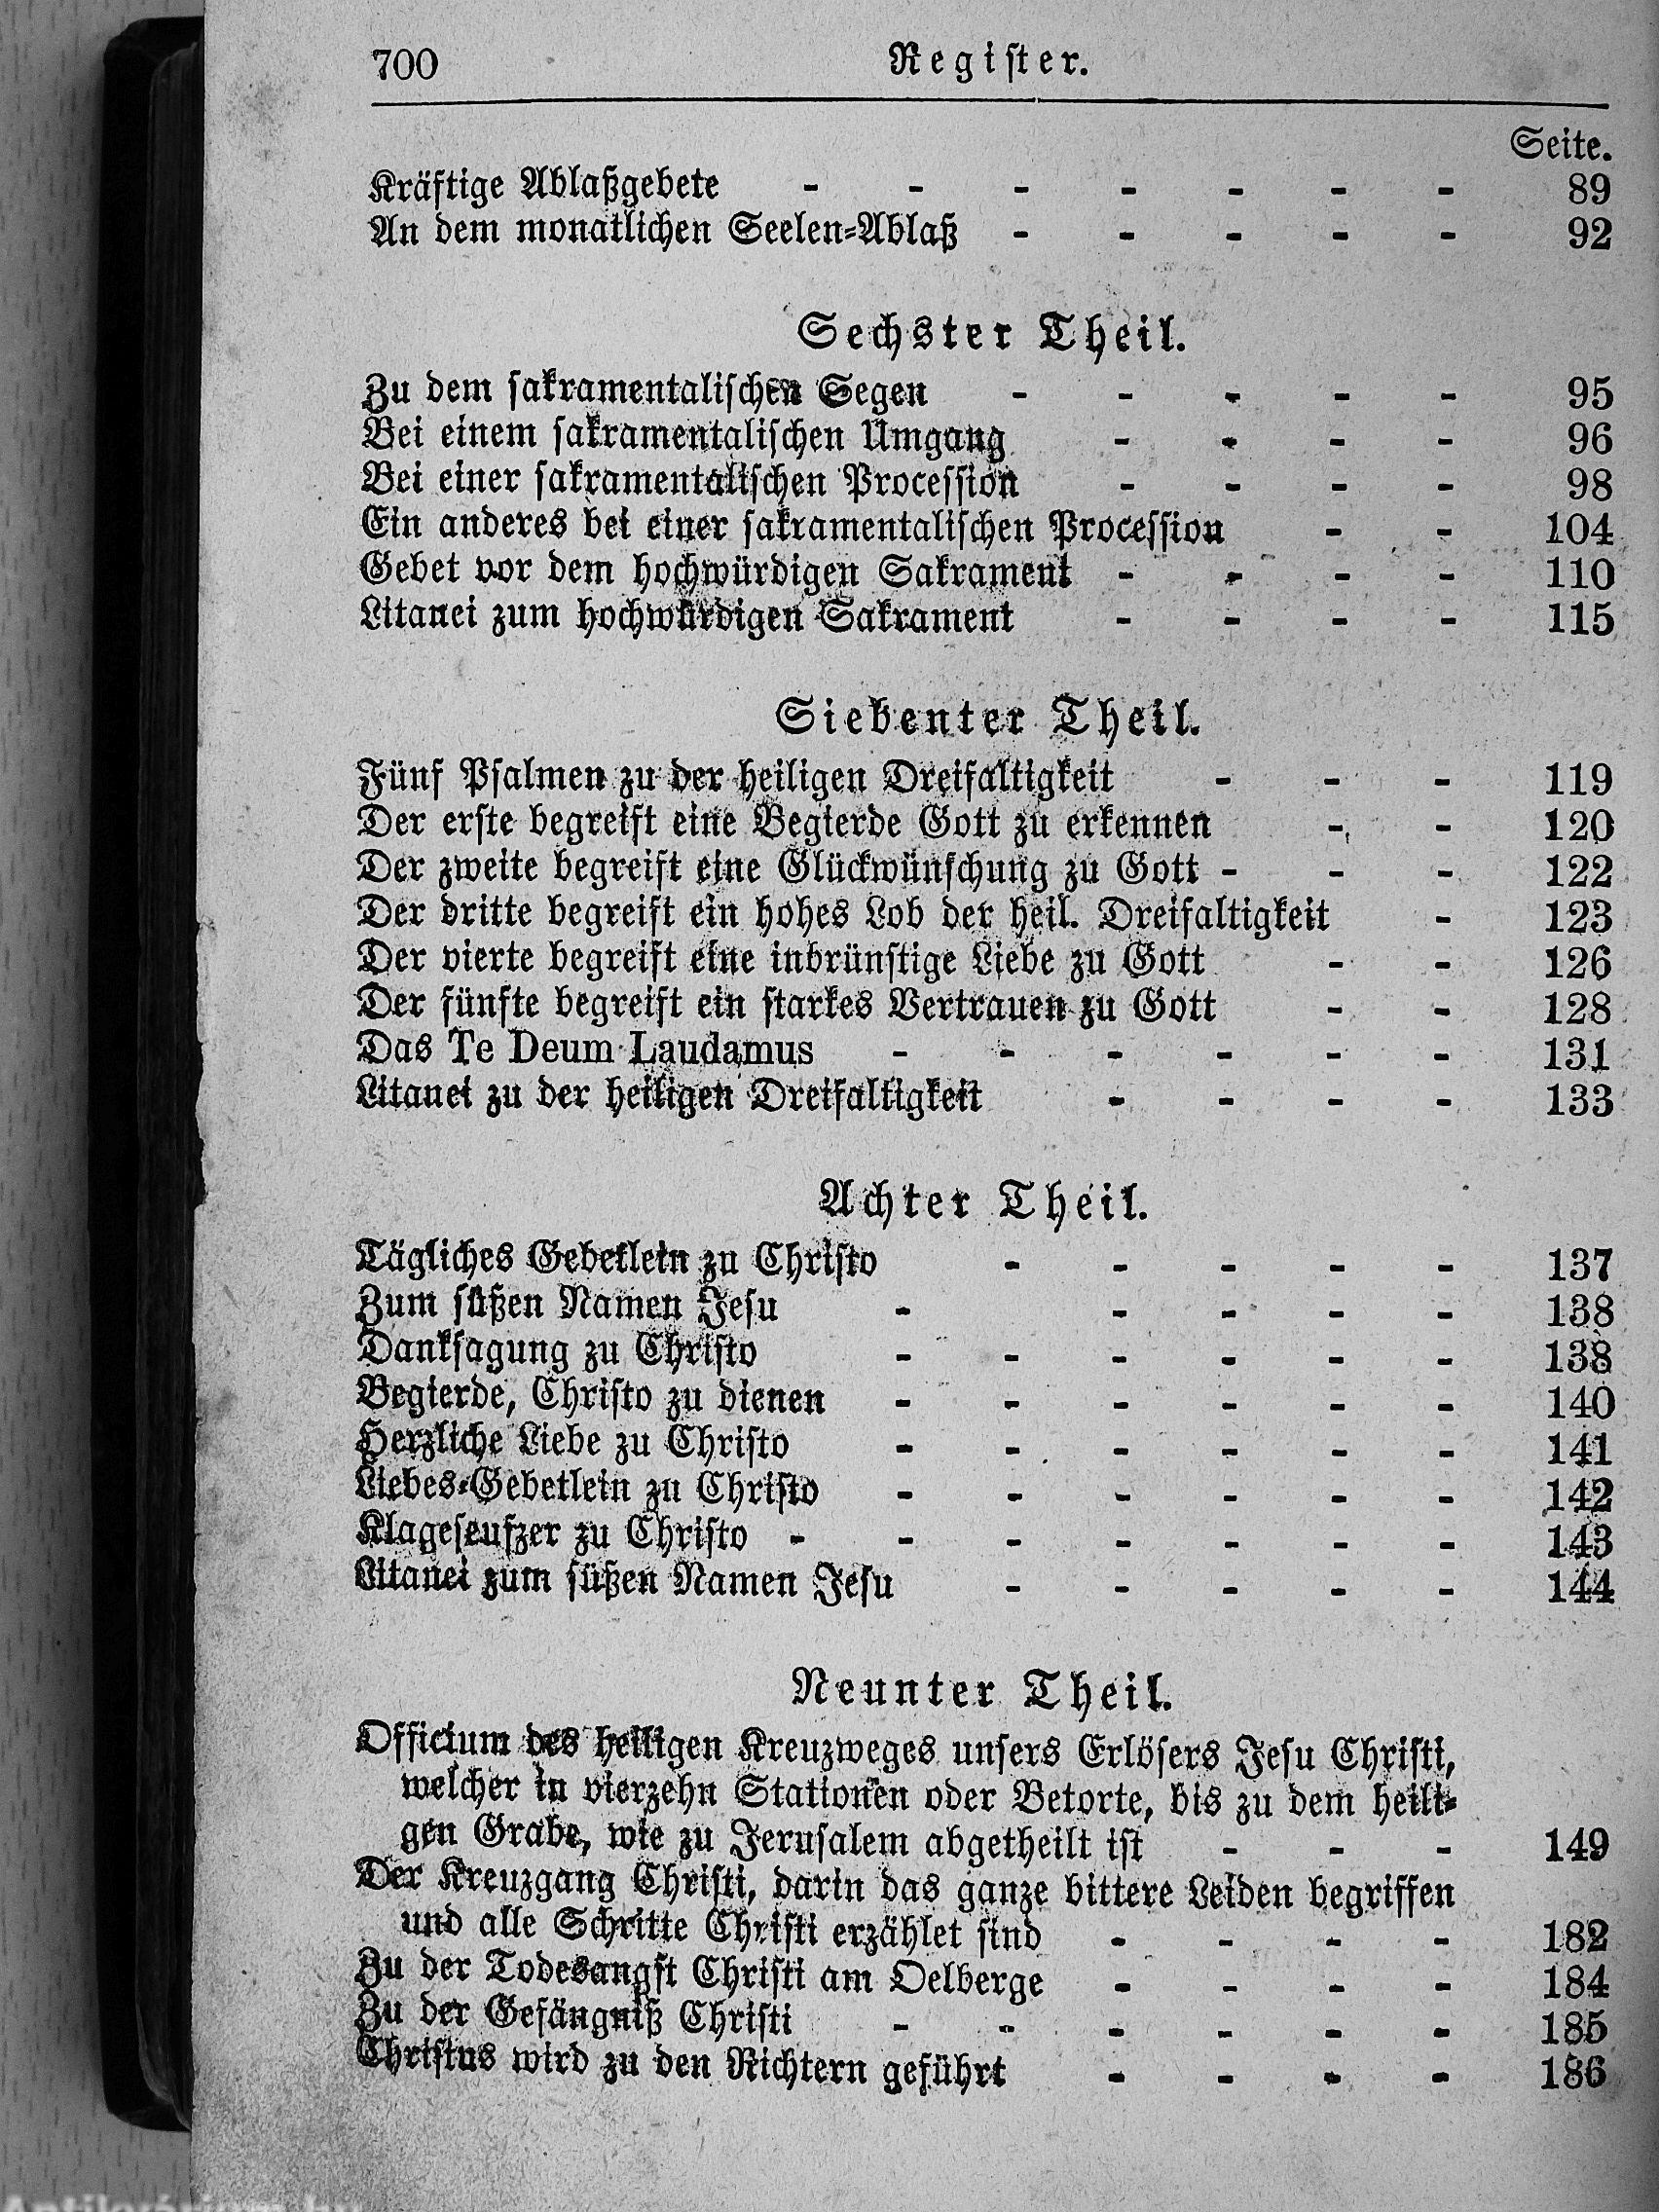 700 Register.
Seite.
Kräftige Ablaßgebete - - - - - - - 89
An dem monatlichen Seelen-Ablaß - - - - - 92
Sechster Theil.
Zu dem sakramentalischen Segen - - - - - 95
Bei einem sakramentalischen Umgang - - - - 96
Bei einer sakramentalischen Procession - - - - 98
Ein anderes bei einer sakramentalischen Procession - - 104
Gebet vor dem hochwürdigen Sakrament - - - - 110
Litanei zum hochwürdigen Sakrament - - - - 115
Siebenter Theil.
Fünf Psalmen zu der heiligen Dreifaltigkeit - - - 119
Der erste begreift eine Begierde Gott zu erkennen - - 120
Der zweite begreift eine Glückwünschung zu Gott - - - 122
Der dritte begreift ein hohes Lob der heil. Dreifaltigkeit - 123
Der vierte begreift eine inbrünstige Liebe zu Gott - - 126
Der fünfte begreift ein starkes Vertrauen zu Gott - - 128
Das Te Deum Laudamus - - - - - - 131
Litanei zu der heiligen Dreifaltigkeit - - - - 133
Achter Theil.
Tägliches Gebetlein zu Christo - - - - - 137
Zum süßen Namen Jesu - - - - - 138
Danksagung zu Christo - - - - - - 138
Begierde, Christo zu dienen - - - - - - 140
Herzliche Liebe zu Christo - - - - - - 141
Liebes-Gebetlein zu Christo - - - - - - 142
Klageseufzer zu Christo - - - - - - - 143
Litanei zum süßen Namen Jesu - - - - - 144
Neunter Theil.
Officium des heiligen Kreuzweges unsers Erlösers Jesu Christi,
welcher in vierzehn Stationen oder Betorte, bis zu dem heili-
gen Grabe, wie zu Jerusalem abgetheilt ist - - - 149
Der Kreuzgang Christi, darin das ganze bittere Leiden begriffen
und alle Schritte Christi erzählet sind - - - - 182
Zu der Todesangst Christi am Oelberge - - - - 184
Zu der Gefängniß Christi - - - - - - 185
Christus wird zu den Richtern geführt - - - - 186